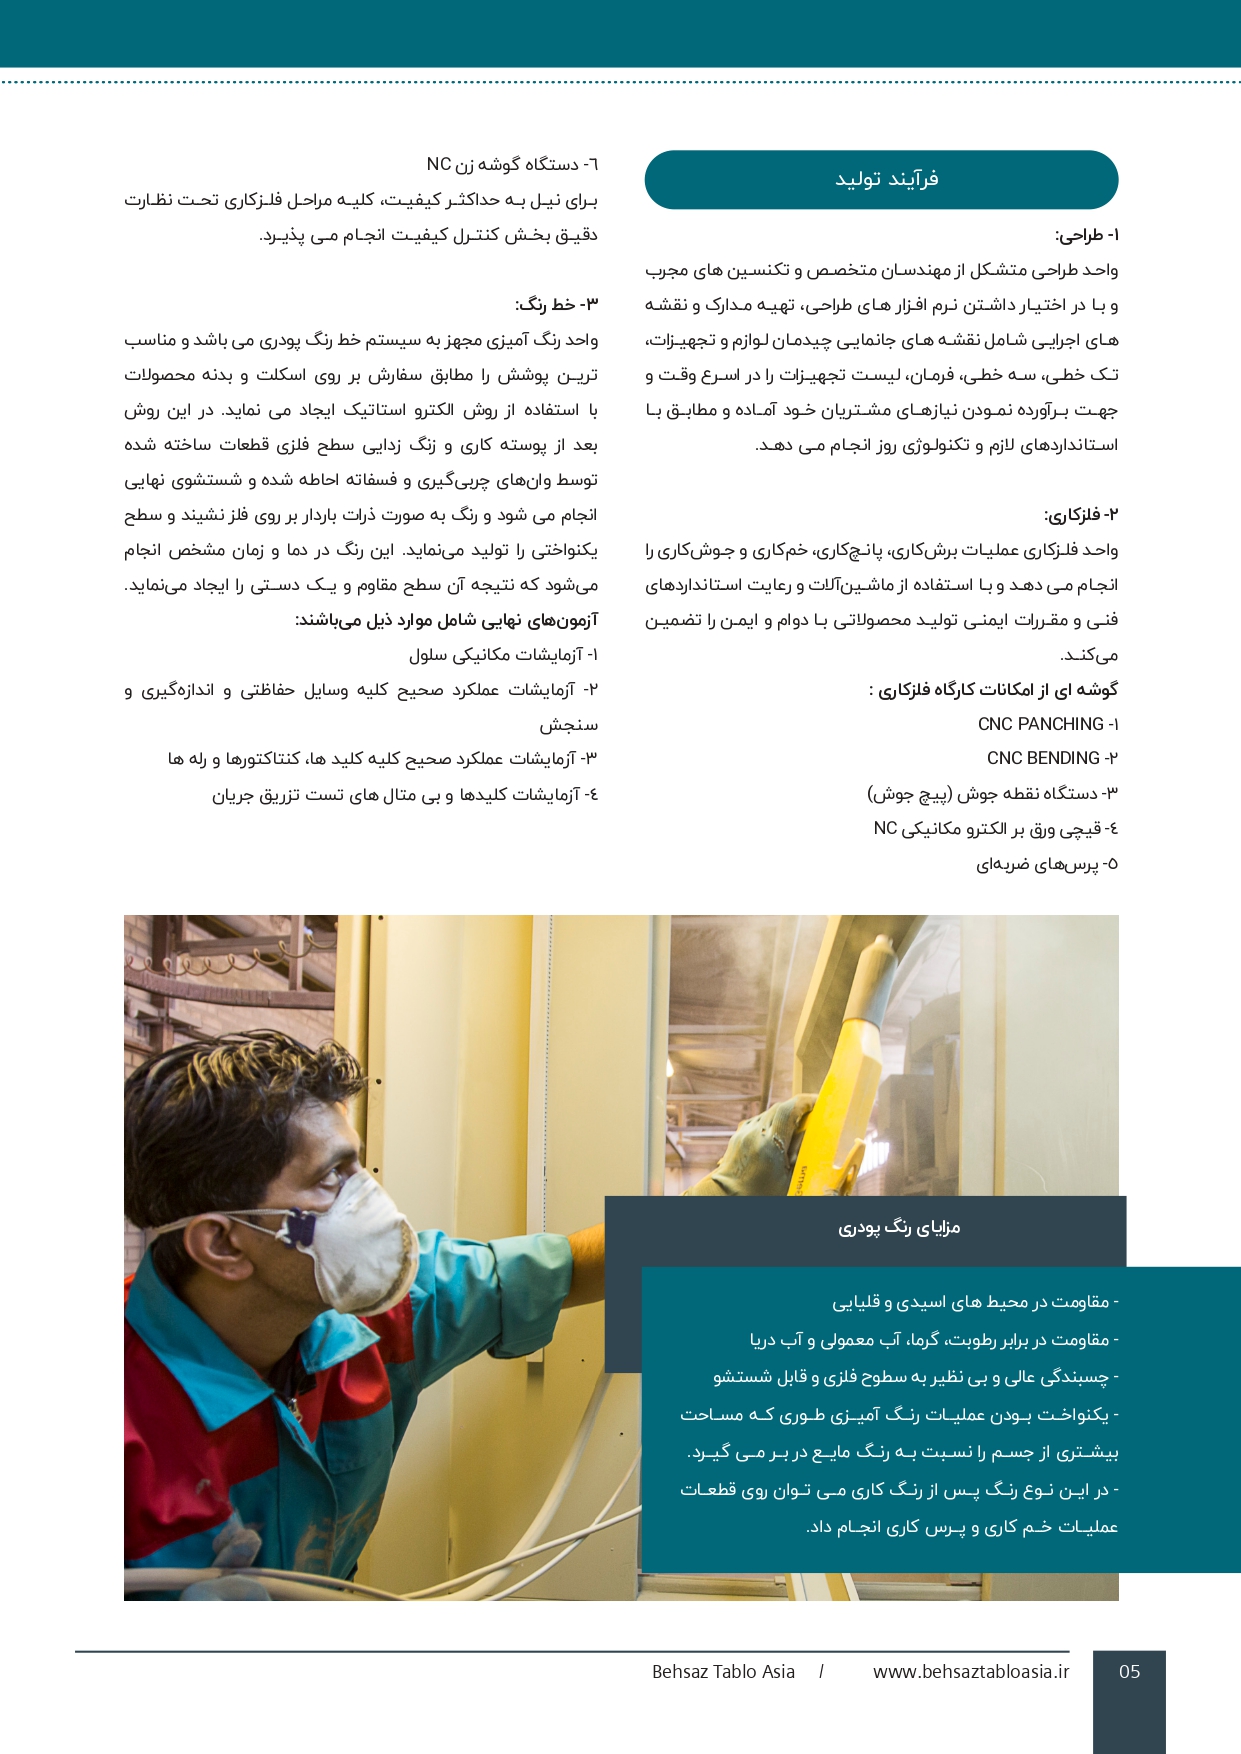 فرآیند تولید
۱- طراحی:
واحد طراحی متشکل از مهندسان متخصص و تکنسین های مجرب
و با در اختیار داشتن نرم افزار های طراحی، تهیه مدارک و نقشه
های اجرایی شامل نقشه های جانمایی چیدمان لوازم و تجهیزات،
تک خطی، سه خطی، فرمان، لیست تجهیزات را در اسرع وقت و
جهت برآورده نمودن نیازهای مشتریان خود آماده و مطابق با
استانداردهای لازم و تکنولوژی روز انجام می دهد.
۲- فلزکاری:
واحد فلزکاری عملیات برش‌کاری، پانچ‌کاری، خم‌کاری و جوش‌کاری را
انجام می دهد و با استفاده از ماشین‌آلات و رعایت استانداردهای
فنی و مقررات ایمنی تولید محصولاتی با دوام و ایمن را تضمین
می‌کند.
گوشه ای از امکانات کارگاه فلزکاری :
۱- CNC PANCHING
۲- CNC BENDING
۳- دستگاه نقطه جوش (پیچ جوش)
٤- قیچی ورق بر الکترو مکانیکی NC
٥- پرس‌های ضربه‌ای
٦- دستگاه گوشه زن NC
برای نیل به حداکثر کیفیت، کلیه مراحل فلزکاری تحت نظارت
دقیق بخش کنترل کیفیت انجام می پذیرد.
۳- خط رنگ:
واحد رنگ آمیزی مجهز به سیستم خط رنگ پودری می باشد و مناسب
ترین پوشش را مطابق سفارش بر روی اسکلت و بدنه محصولات
با استفاده از روش الکترو استاتیک ایجاد می نماید. در این روش
بعد از پوسته کاری و زنگ زدایی سطح فلزی قطعات ساخته شده
توسط وان‌های چربی‌گیری و فسفاته احاطه شده و شستشوی نهایی
انجام می شود و رنگ به صورت ذرات باردار بر روی فلز نشیند و سطح
یکنواختی را تولید می‌نماید. این رنگ در دما و زمان مشخص انجام
می‌شود که نتیجه آن سطح مقاوم و یک دستی را ایجاد می‌نماید.
آزمون‌های نهایی شامل موارد ذیل می‌باشند:
۱- آزمایشات مکانیکی سلول
۲- آزمایشات عملکرد صحیح کلیه وسایل حفاظتی و اندازه‌گیری و
سنجش
۳- آزمایشات عملکرد صحیح کلیه کلید ها، کنتاکتورها و رله ها
٤- آزمایشات کلیدها و بی متال های تست تزریق جریان
مزایای رنگ پودری
- مقاومت در محیط های اسیدی و قلیایی
- مقاومت در برابر رطوبت، گرما، آب معمولی و آب دریا
- چسبندگی عالی و بی نظیر به سطوح فلزی و قابل شستشو
- یکنواخت بودن عملیات رنگ آمیزی طوری که مساحت
بیشتری از جسم را نسبت به رنگ مایع در بر می گیرد.
- در این نوع رنگ پس از رنگ کاری می توان روی قطعات
عملیات خم کاری و پرس کاری انجام داد.
Behsaz Tablo Asia / www.behsaztabloasia.ir 05